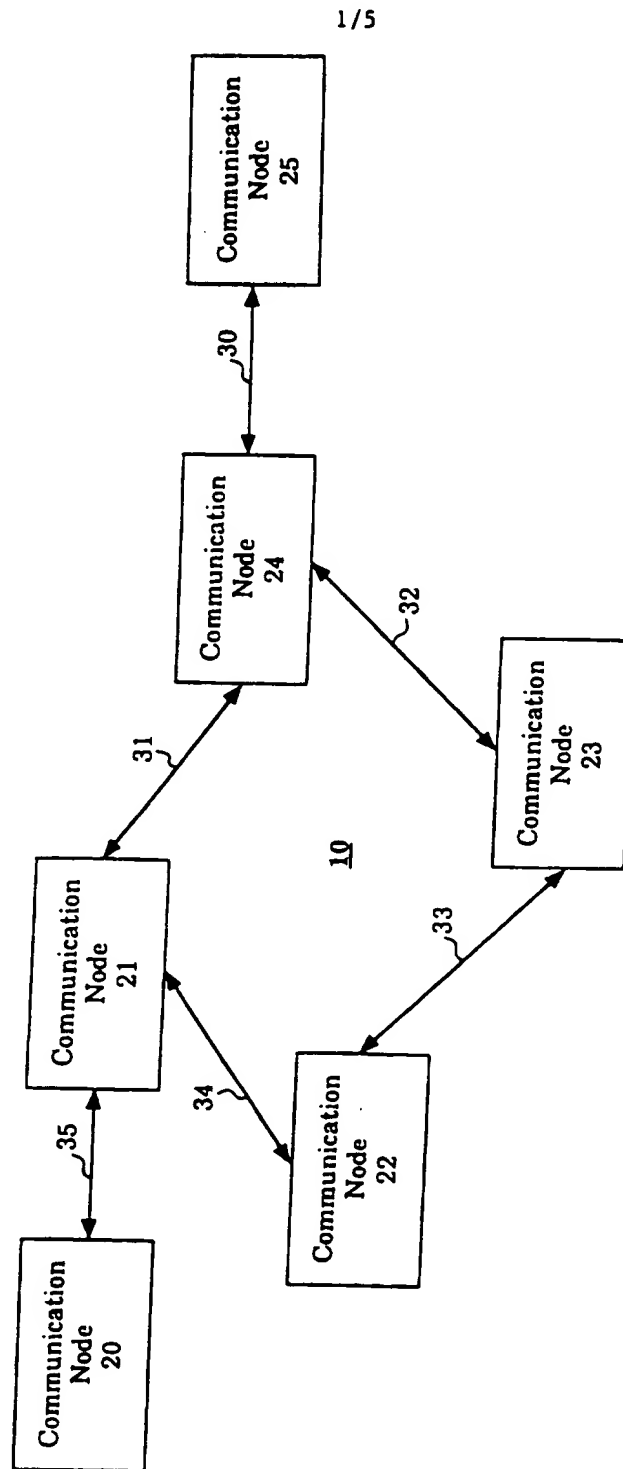 1/5
Communication
Node
20
35
Communication
Node
21
34
Communication
Node
22
31
10
33
Communication
Node
24
32
Communication
Node
23
30
Communication
Node
25